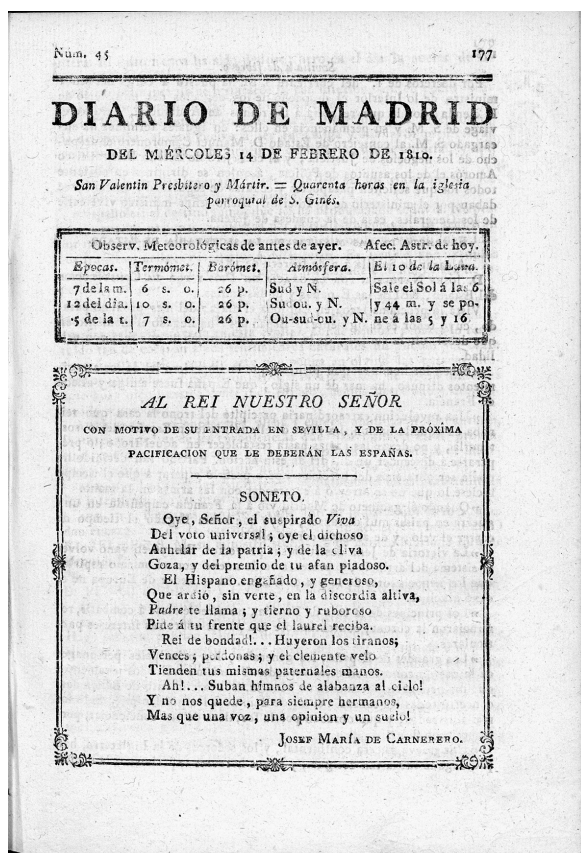 Núm. 45 177
DIARIO DE MADRID
DEL MIÉRCOLES 14 DE FEBRERO DE 1810.
San Valentin Presbítero y Mártir. = Quarenta horas en la iglesia
parroquial de S. Ginés.
Observ. Meteorológicas de antes de ayer. Afec. Astr. de hoy.
Epocas. Termómet. Barómet. Atmósfera. El 10 de la Luna.
7 de la m. 6 s. o. 26 p. Sud y N. Sale el Sol á las 6
12 del dia. 10 s. o. 26 p. Sudou. y N. y 44 m. y se po-
5 de la t. 7 s. o. 26 p. Ou-sud-ou. y N. ne á las 5 y 16
AL REI NUESTRO SEÑOR
CON MOTIVO DE SU ENTRADA EN SEVILLA, Y DE LA PRÓXÎMA
PACIFICACION QUE LE DEBERÁN LAS ESPAÑAS.
SONETO.
Oye, Señor, el suspirado Viva
Del voto universal; oye el dichoso
Anhelár de la patria; y de la oliva
Goza, y del premio de tu afan piadoso.
El Hispano engañado, y generoso,
Que ardió, sin verte, en la discordia altiva,
Padre te llama; y tierno y ruboroso
Pide á tu frente que el laurel reciba.
Rei de bondad!... Huyeron los tiranos;
Vences; perdonas; y el clemente velo
Tienden tus mismas paternales manos.
Ah!... Suban himnos de alabanza al cielo!
Y no nos quede, para siempre hermanos,
Mas que una voz, una opinion y un suelo!
JOSEF MARÍA DE CARNERERO.